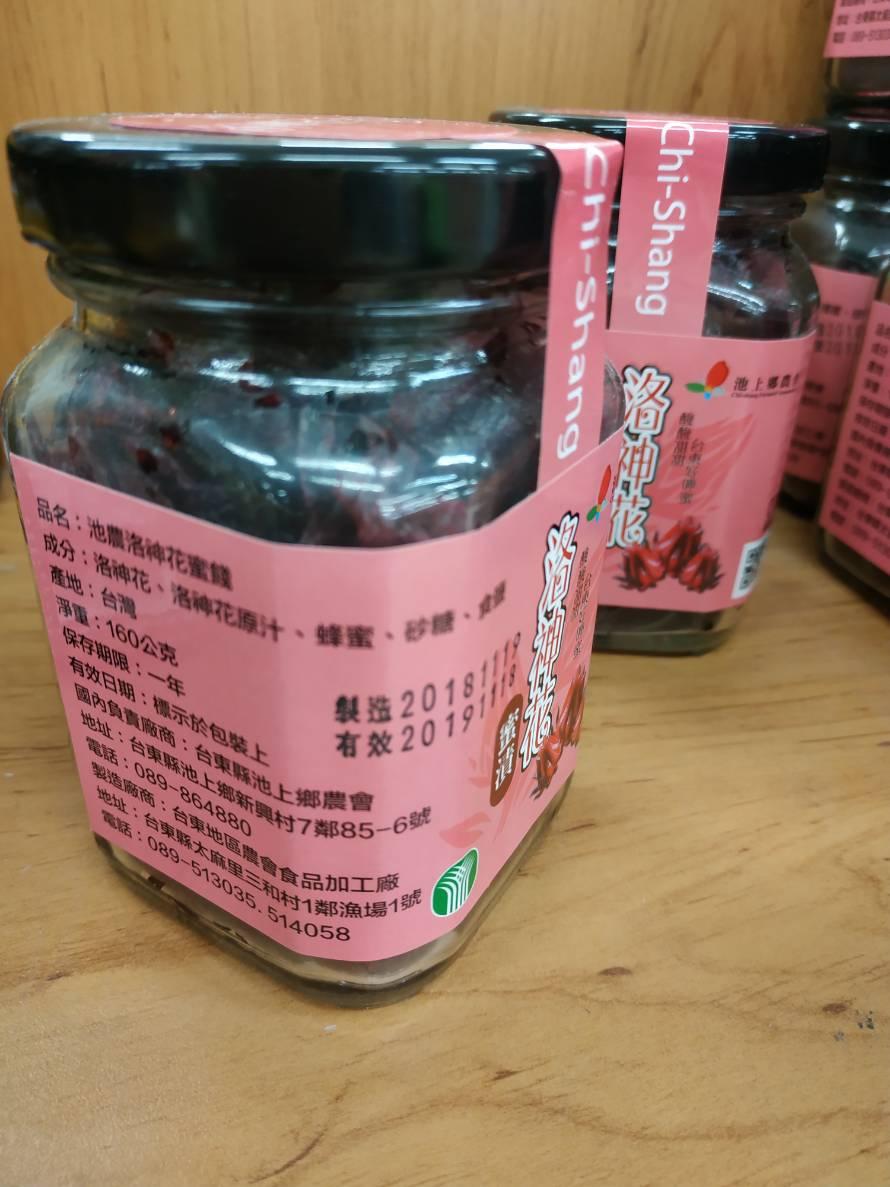 Chi-Shang
品名：池農洛神花蜜餞
成分：洛神花、洛神花原汁、蜂蜜、砂糖、食鹽
產地：台灣
淨重：160公克
保存期限：一年
有效日期：標示於包裝上
國內負責廠商：台東縣池上鄉農會
地址：台東縣池上鄉新興村7鄰85-6號
電話：089-864880
製造廠商：台東地區農會食品加工廠
地址：台東縣太麻里三和村1鄰漁場1號
電話：089-513035.514058
製造20181119
有效20191118
洛神花
蜜漬
Chi-Shang
池上鄉農會
洛神花
酸酸甜甜